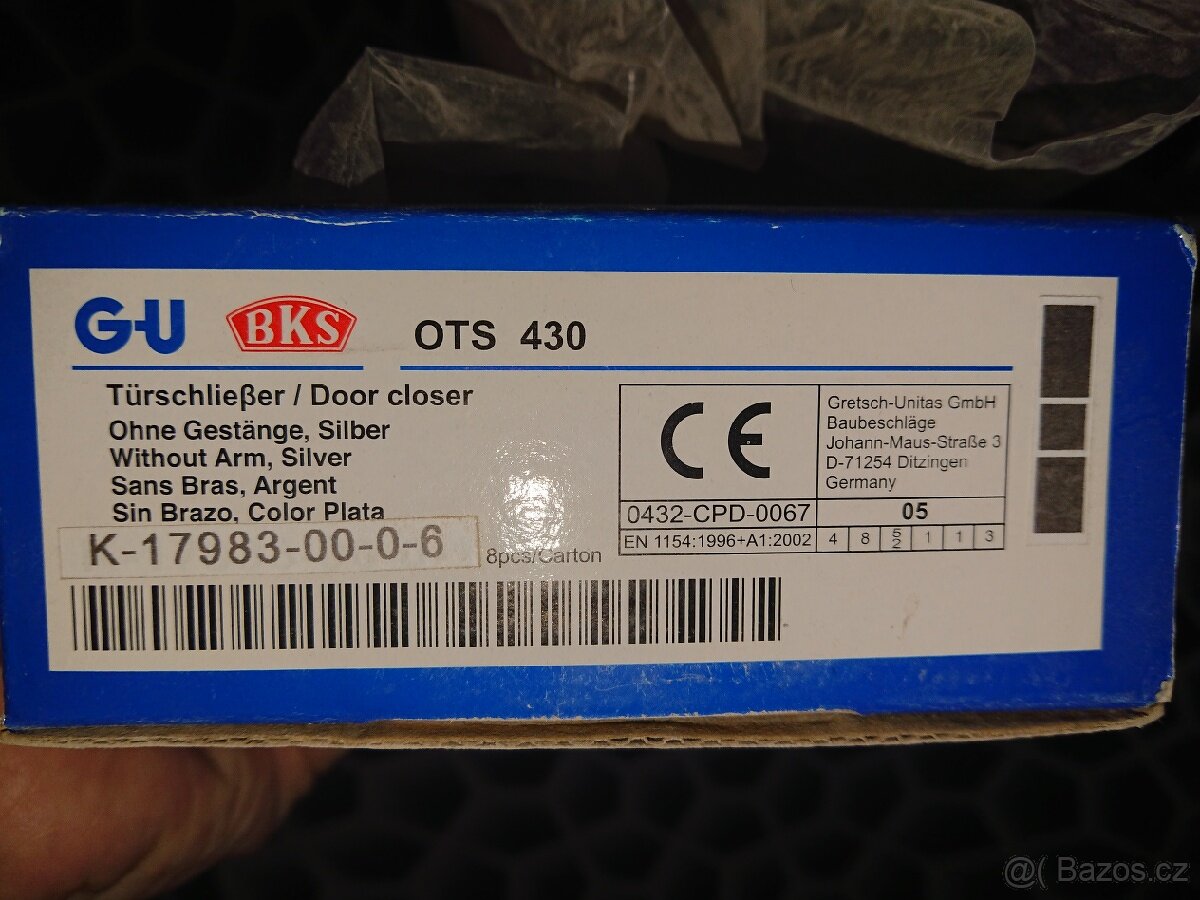 G-U BKS OTS 430
Türschließer / Door closer
Ohne Gestänge, Silber
Without Arm, Silver
Sans Bras, Argent
Sin Brazo, Color Plata
K-17983-00-0-6
8pcs/Carton
CE
Gretsch-Unitas GmbH
Baubeschläge
Johann-Maus-Straße 3
D-71254 Ditzingen
Germany
0432-CPD-0067 05
EN 1154:1996+A1:2002 4 8 5/2 1 1 3
@( Bazos.cz